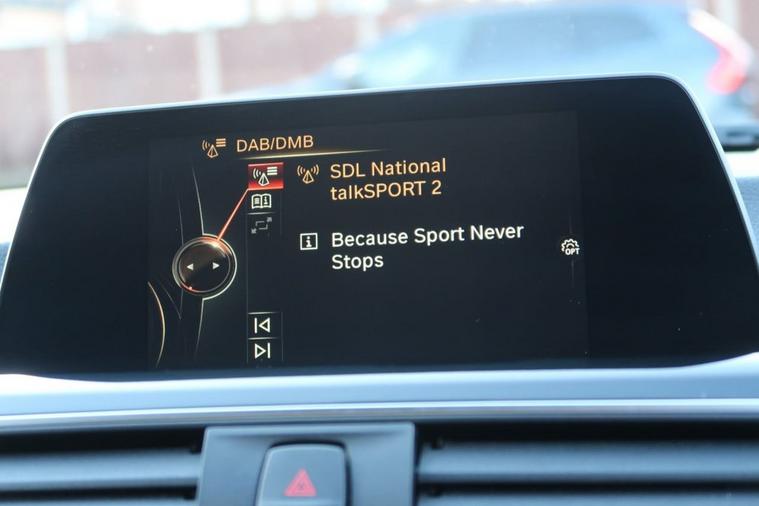 DAB/DMB
SDL National
talkSPORT 2
Because Sport Never
Stops
OPT